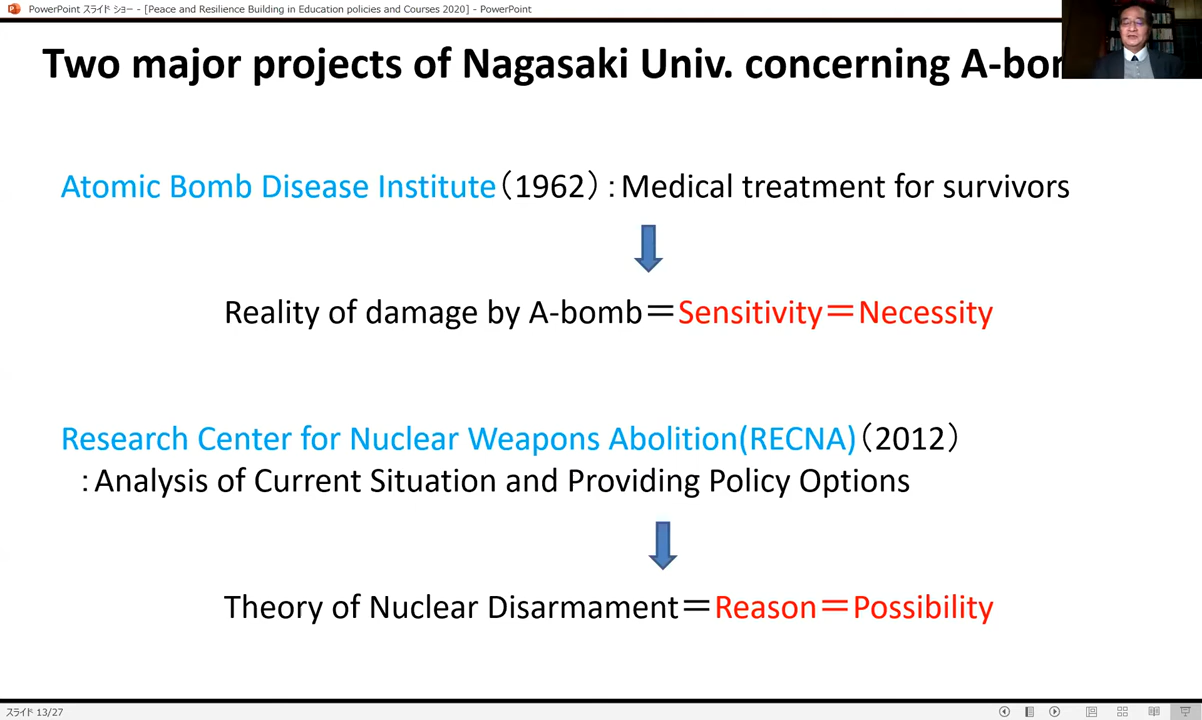 PowerPoint スライド ショー - [Peace and Resilience Building in Education policies and Courses 2020] - PowerPoint
Two major projects of Nagasaki Univ. concerning
Atomic Bomb Disease Institute（1962）：Medical treatment for survivors
Reality of damage by A-bomb＝Sensitivity＝Necessity
Research Center for Nuclear Weapons Abolition(RECNA)（2012）
：Analysis of Current Situation and Providing Policy Options
Theory of Nuclear Disarmament＝Reason＝Possibility
スライド 13/27